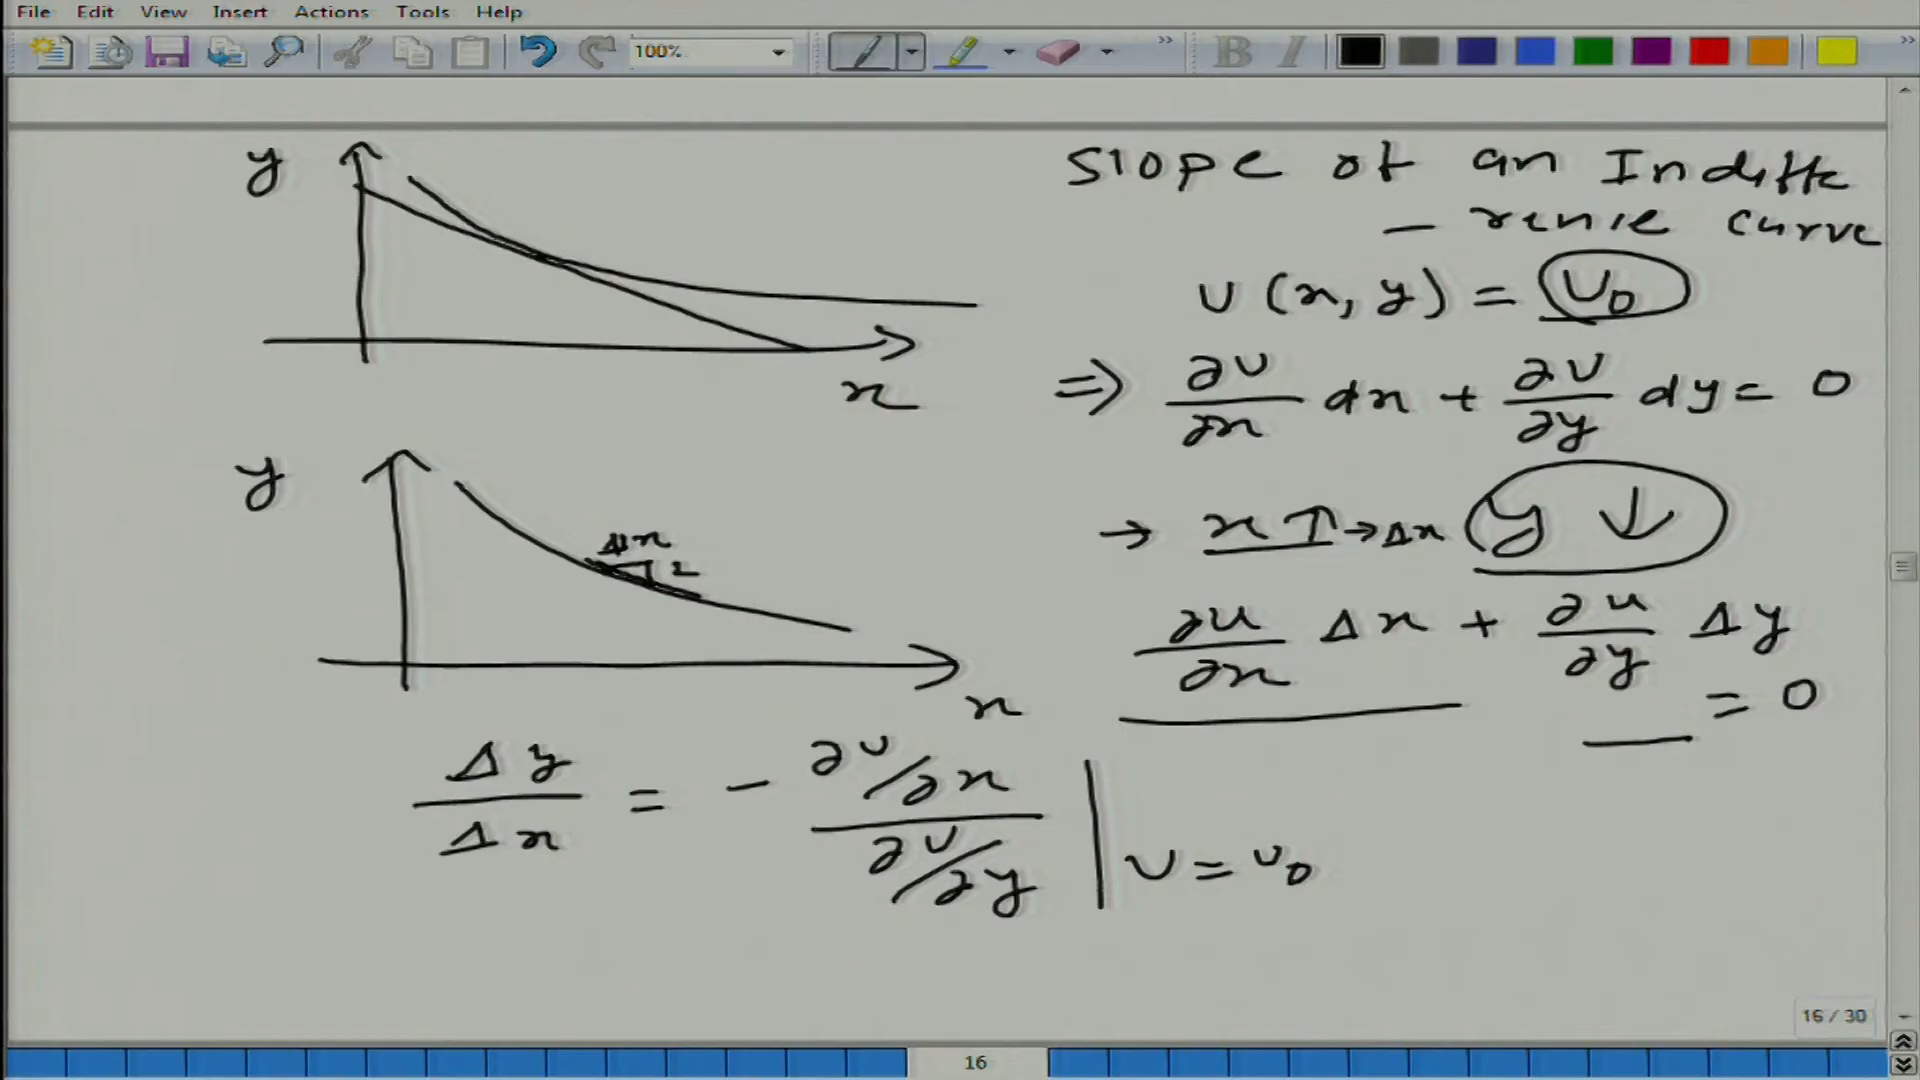 File Edit View Insert Actions Tools Help
100%
B I
y
x
Slope of an Indiffe
- rence curve
U (x, y) = U₀
⇒ ∂U/∂x dx + ∂U/∂y dy = 0
y
Δx
x
→ x ↑ → Δx y ↓
∂u/∂x Δx + ∂u/∂y Δy
= 0
Δy/Δx = - ∂U/∂x / ∂U/∂y | U = U₀
16 / 30
16